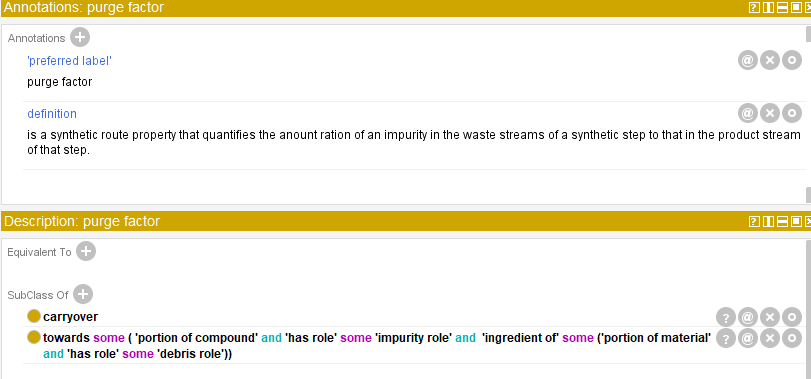 Annotations: purge factor
Annotations
'preferred label'
purge factor
definition
is a synthetic route property that quantifies the anount ration of an impurity in the waste streams of a synthetic step to that in the product stream
of that step.
Description: purge factor
Equivalent To
SubClass Of
carryover
towards some ( 'portion of compound' and 'has role' some 'impurity role' and 'ingredient of' some ('portion of material'
and 'has role' some 'debris role'))